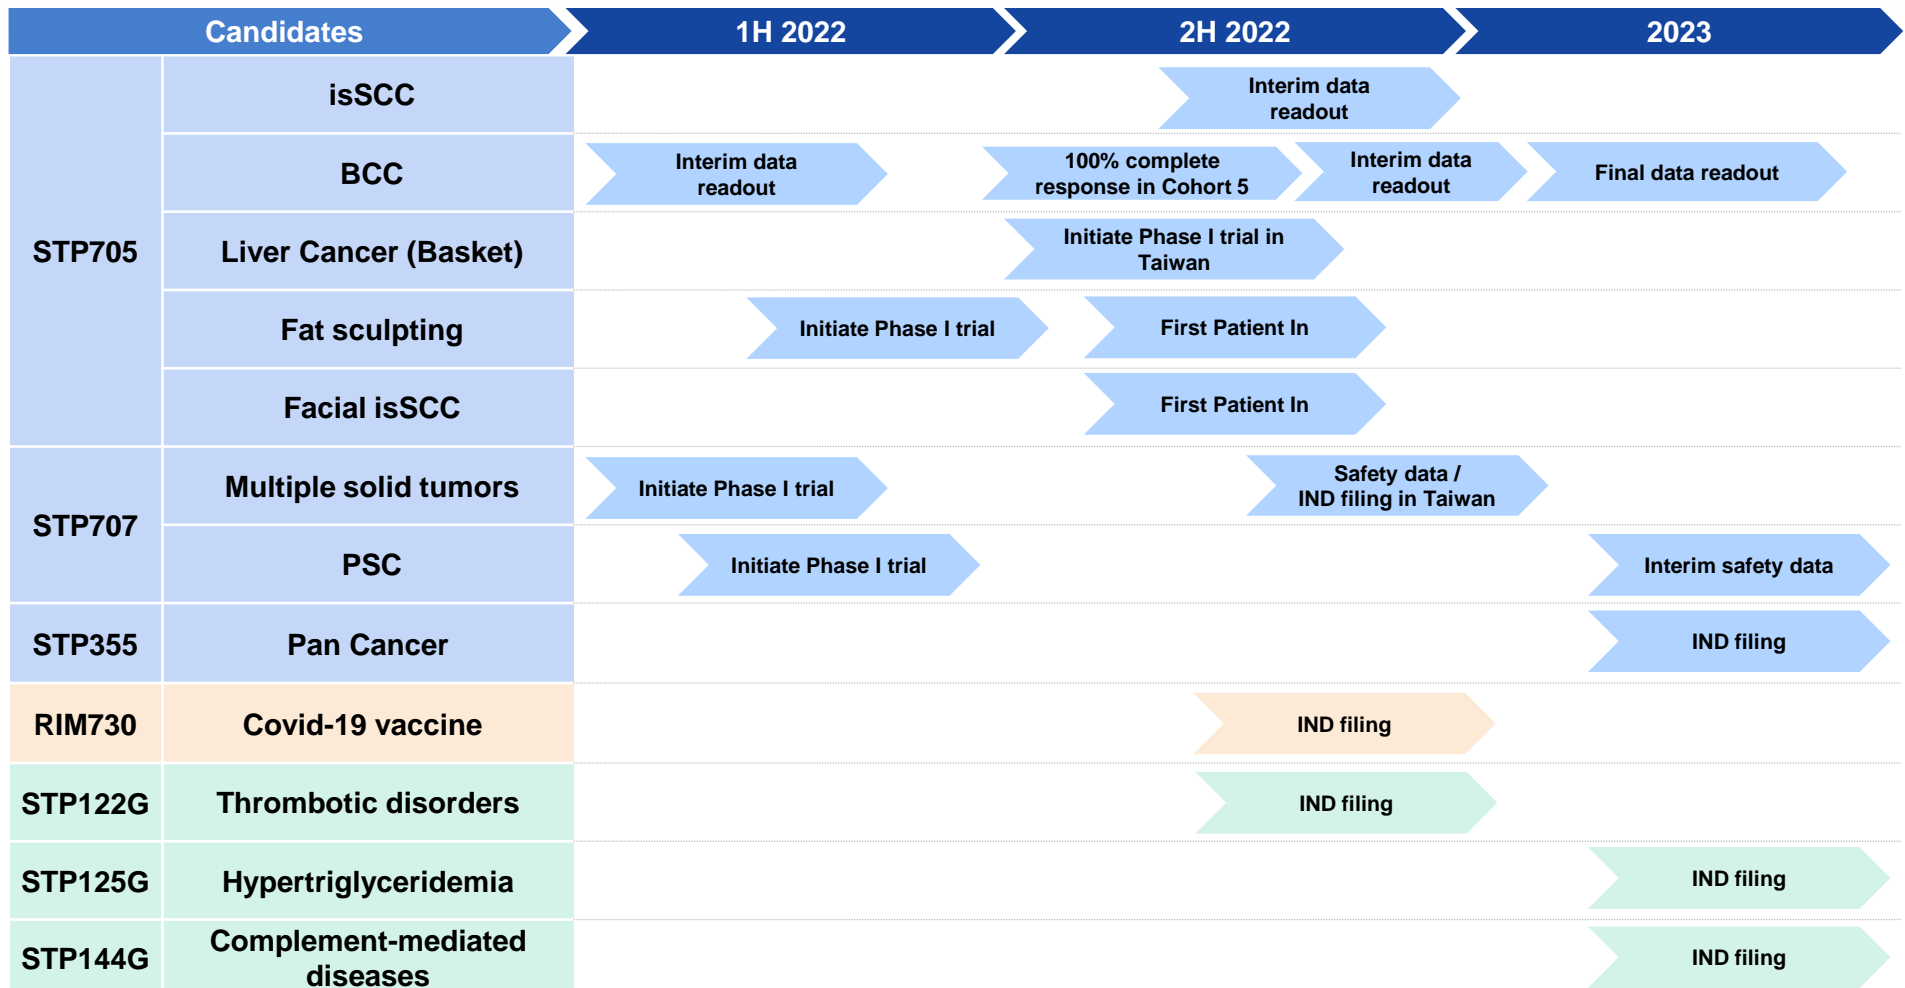 Candidates
1H 2022
2H 2022
2023
STP705
isSCC
Interim data
readout
BCC
Interim data
readout
100% complete
response in Cohort 5
Interim data
readout
Final data readout
Liver Cancer (Basket)
Initiate Phase I trial in
Taiwan
Fat sculpting
Initiate Phase I trial
First Patient In
Facial isSCC
First Patient In
STP707
Multiple solid tumors
Initiate Phase I trial
Safety data /
IND filing in Taiwan
PSC
Initiate Phase I trial
Interim safety data
STP355
Pan Cancer
IND filing
RIM730
Covid-19 vaccine
IND filing
STP122G
Thrombotic disorders
IND filing
STP125G
Hypertriglyceridemia
IND filing
STP144G
Complement-mediated
diseases
IND filing